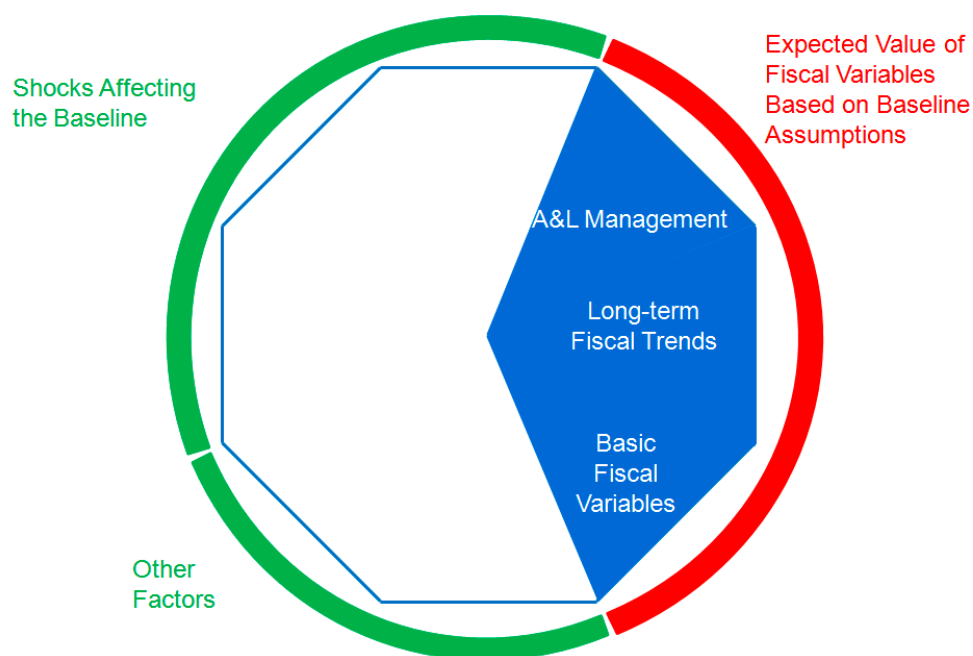 Shocks Affecting
the Baseline
Expected Value of
Fiscal Variables
Based on Baseline
Assumptions
A&L Management
Long-term
Fiscal Trends
Basic
Fiscal
Variables
Other
Factors